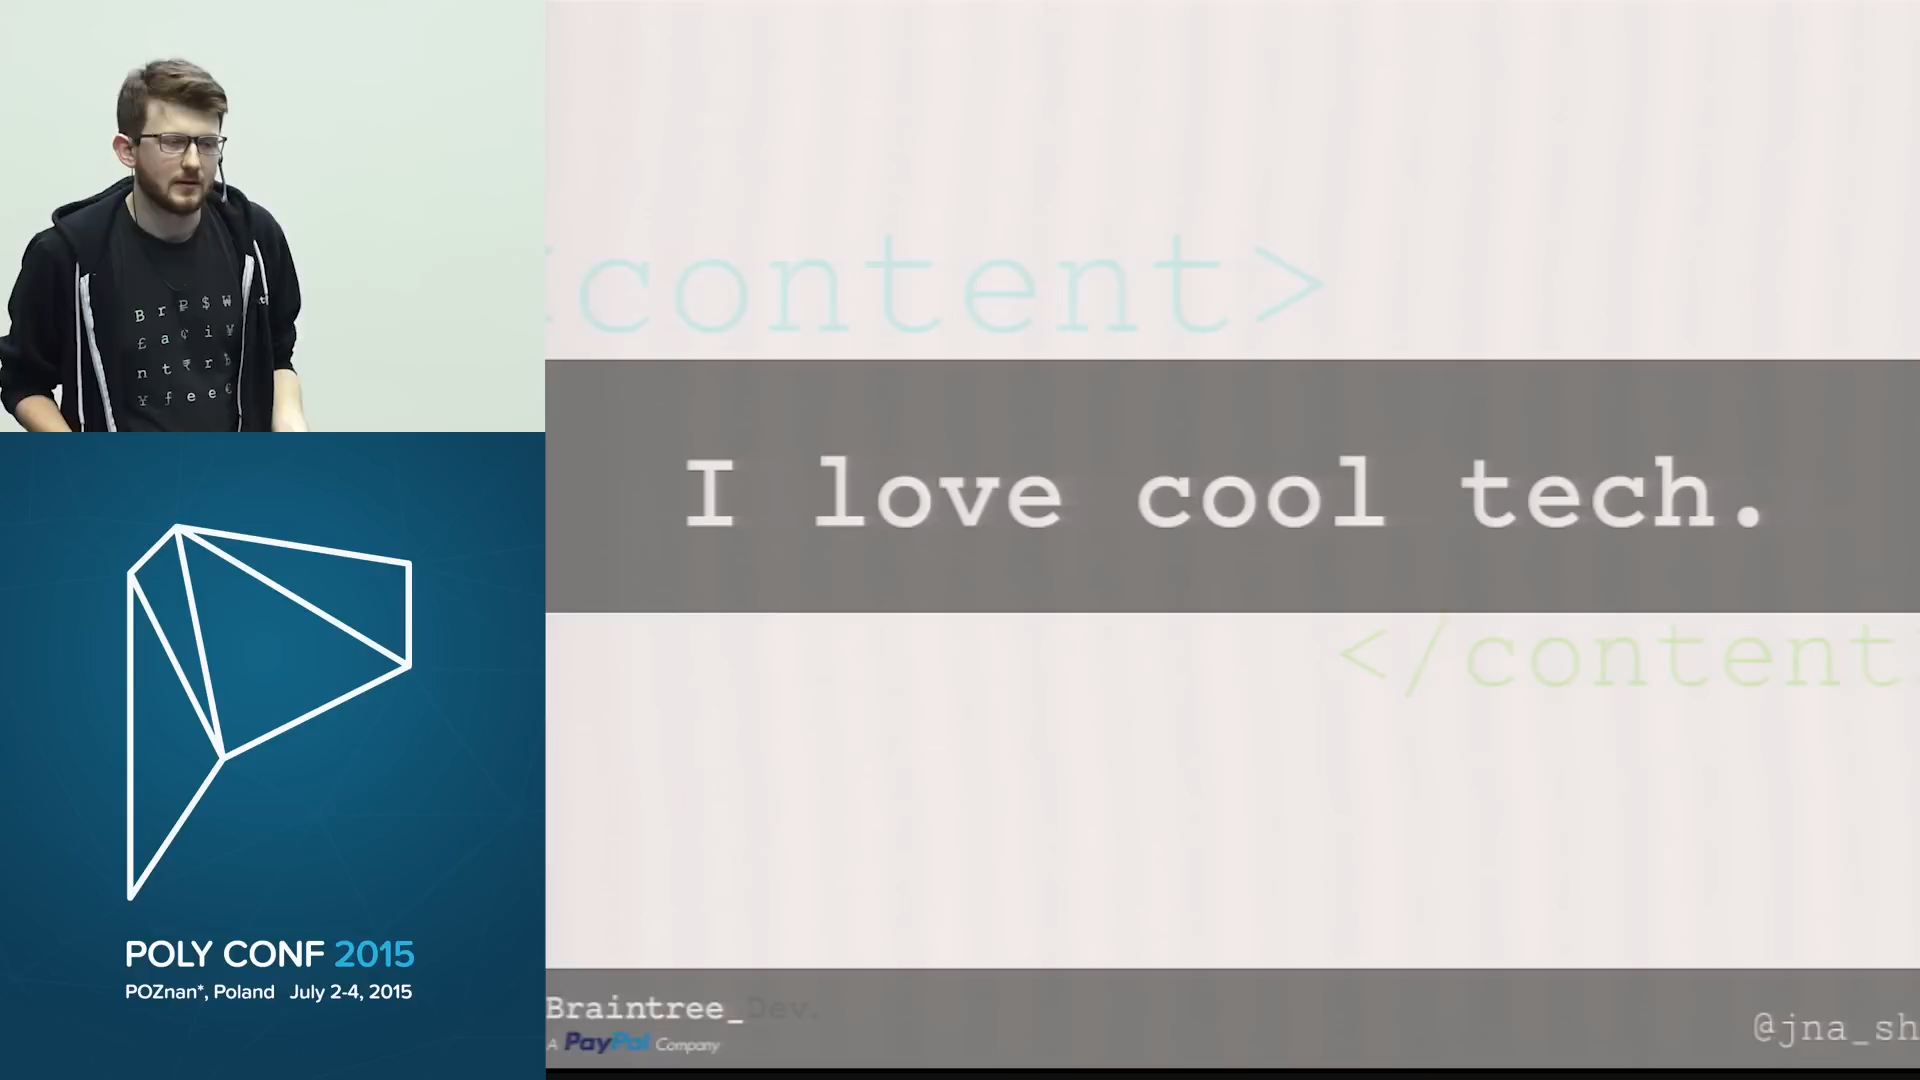 <content>
I love cool tech.
</content
Braintree_Dev.
A PayPal Company
@jna_sh
B r ₽ $ ₩
£ a ¢ i ¥
n t ₹ r
¥ f e e €
POLY CONF 2015
POZnan*, Poland July 2-4, 2015